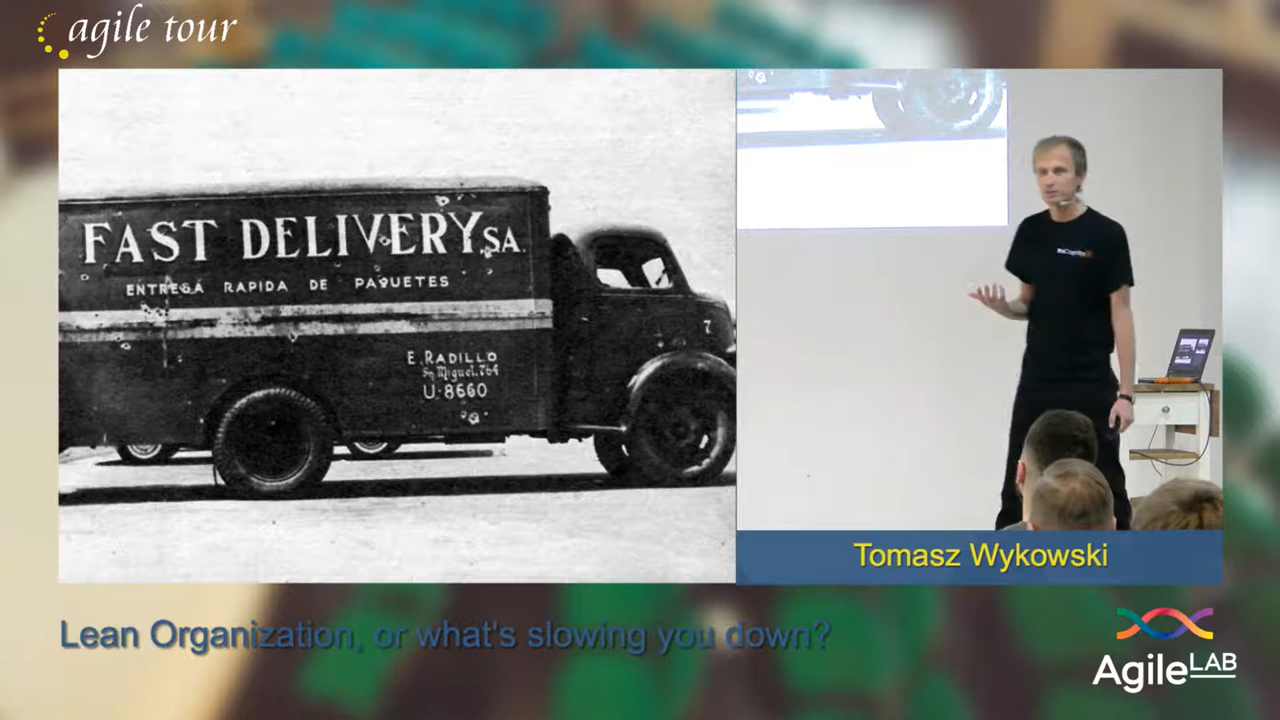 agile tour
FAST DELIVERY SA.
ENTREGA RAPIDA DE PAQUETES
7
E. RADILLO
Sn Miguel. 764
U-8660
Tomasz Wykowski
Lean Organization, or what's slowing you down?
AgileLAB